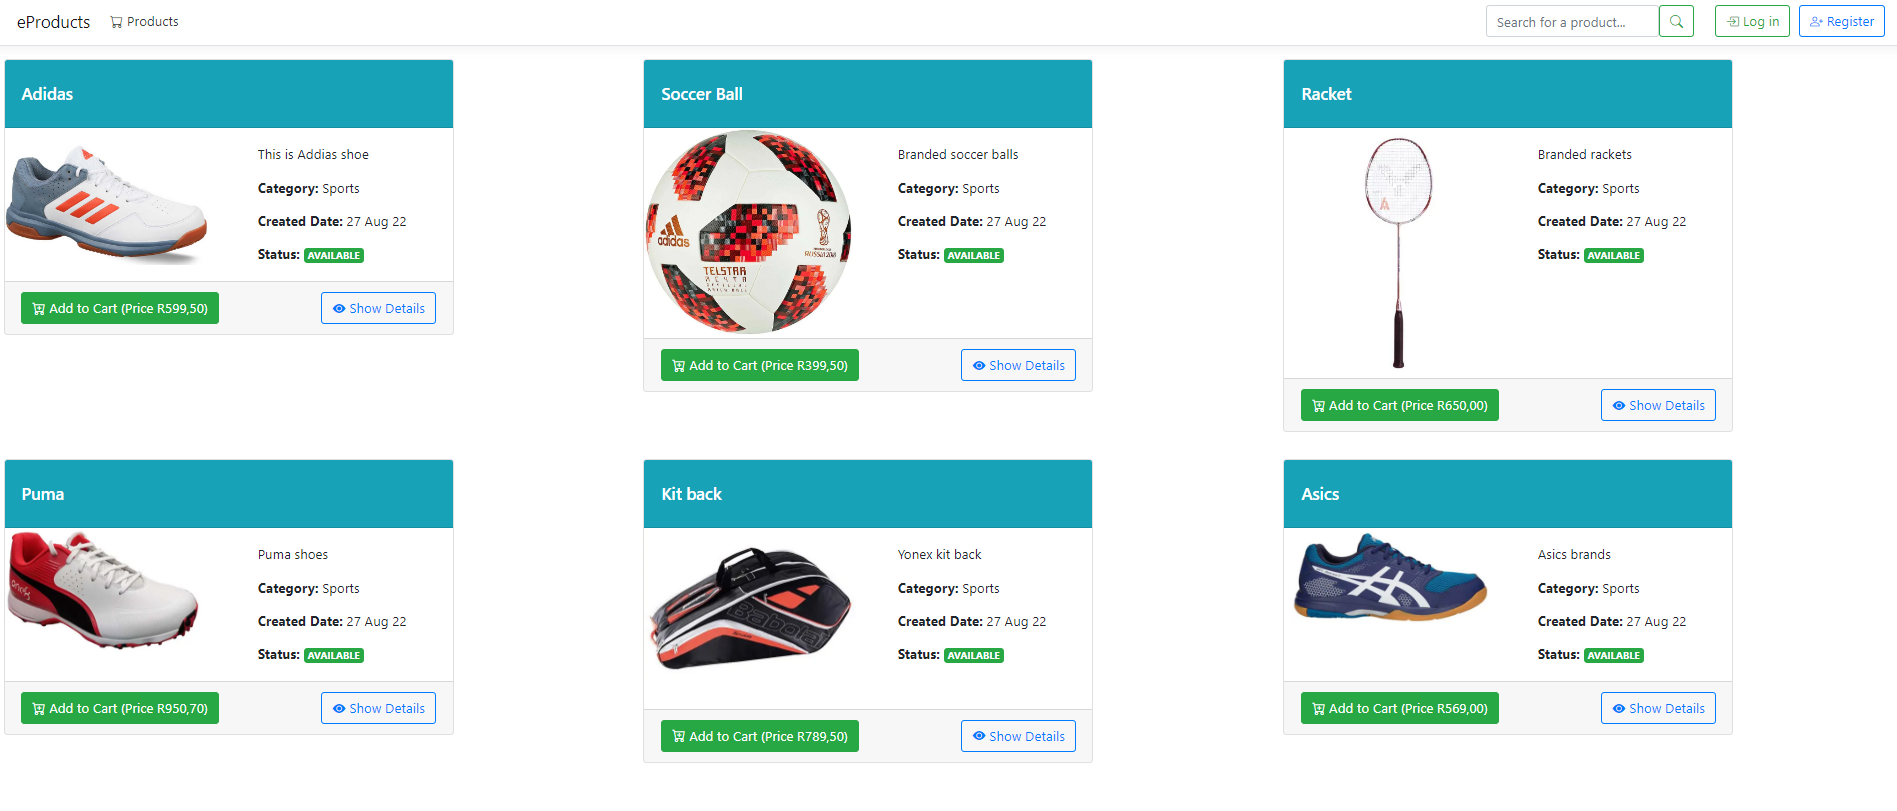 eProducts Products Search for a product... Log in Register
Adidas
This is Addias shoe
Category: Sports
Created Date: 27 Aug 22
Status: AVAILABLE
Add to Cart (Price R599,50) Show Details
Soccer Ball
adidas
TELSTAR
RUSSIA 2018
Branded soccer balls
Category: Sports
Created Date: 27 Aug 22
Status: AVAILABLE
Add to Cart (Price R399,50) Show Details
Racket
Branded rackets
Category: Sports
Created Date: 27 Aug 22
Status: AVAILABLE
Add to Cart (Price R650,00) Show Details
Puma
Puma shoes
Category: Sports
Created Date: 27 Aug 22
Status: AVAILABLE
Add to Cart (Price R950,70) Show Details
Kit back
Babolat
Yonex kit back
Category: Sports
Created Date: 27 Aug 22
Status: AVAILABLE
Add to Cart (Price R789,50) Show Details
Asics
Asics brands
Category: Sports
Created Date: 27 Aug 22
Status: AVAILABLE
Add to Cart (Price R569,00) Show Details